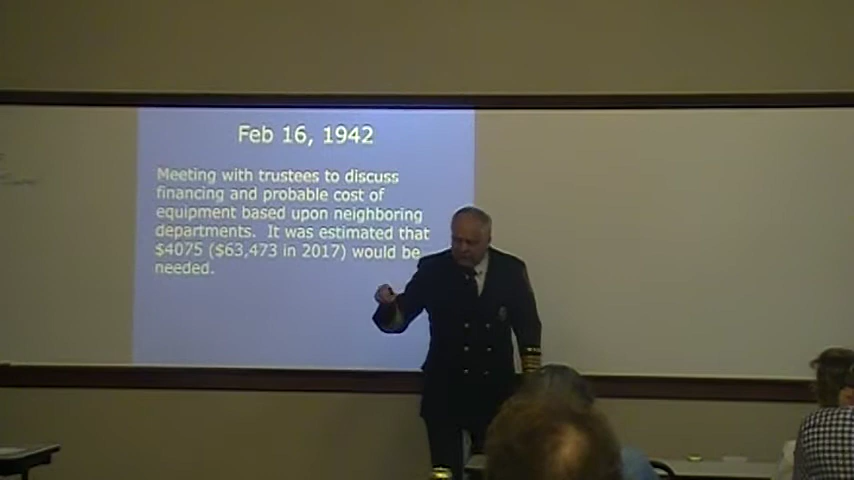 Feb 16, 1942
Meeting with trustees to discuss
financing and probable cost of
equipment based upon neighboring
departments. It was estimated that
$4075 ($63,473 in 2017) would be
needed.